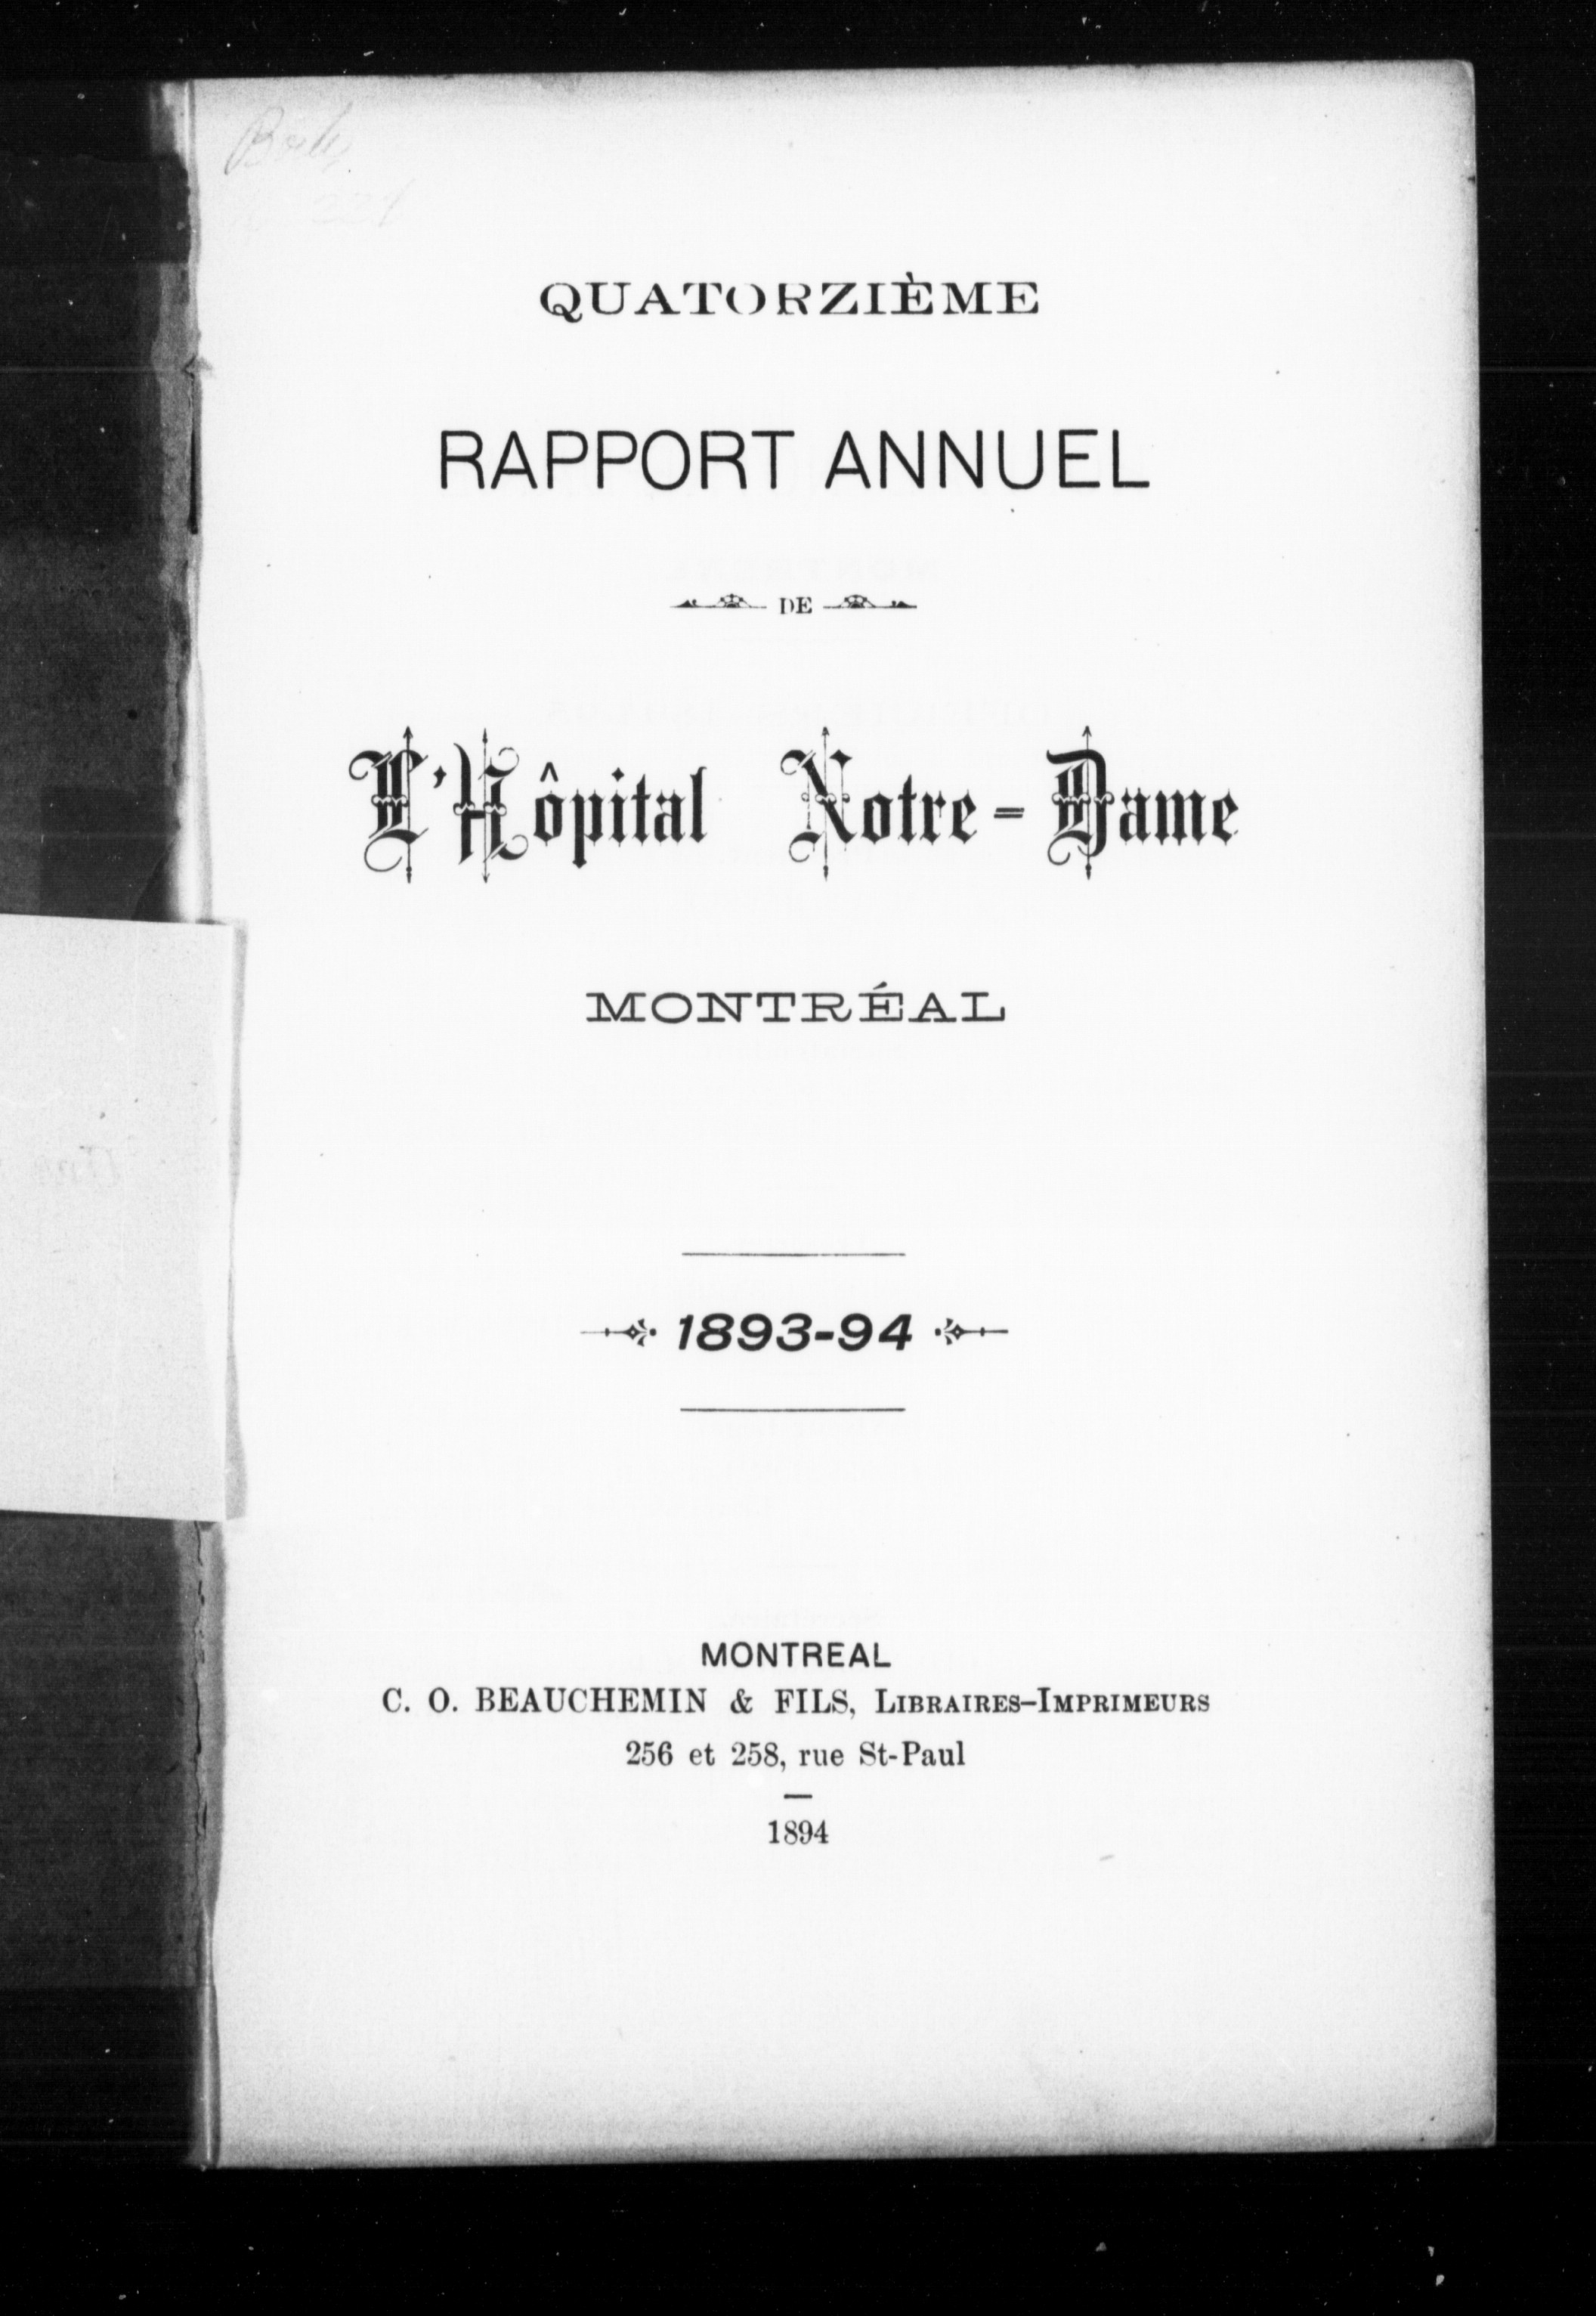 QUATORZIÈME
RAPPORT ANNUEL
DE
L'Hôpital Notre-Dame
MONTRÉAL
1893-94
MONTREAL
C. O. BEAUCHEMIN & FILS, LIBRAIRES-IMPRIMEURS
256 et 258, rue St-Paul
1894